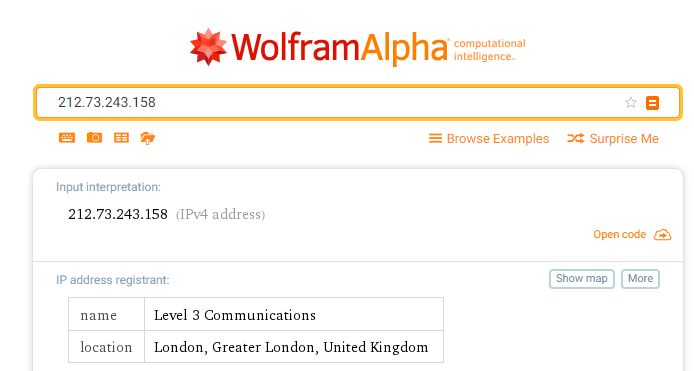 WolframAlpha computational intelligence™
212.73.243.158
Browse Examples Surprise Me
Input interpretation:
212.73.243.158 (IPv4 address)
Open code
IP address registrant: Show map More
name Level 3 Communications
location London, Greater London, United Kingdom